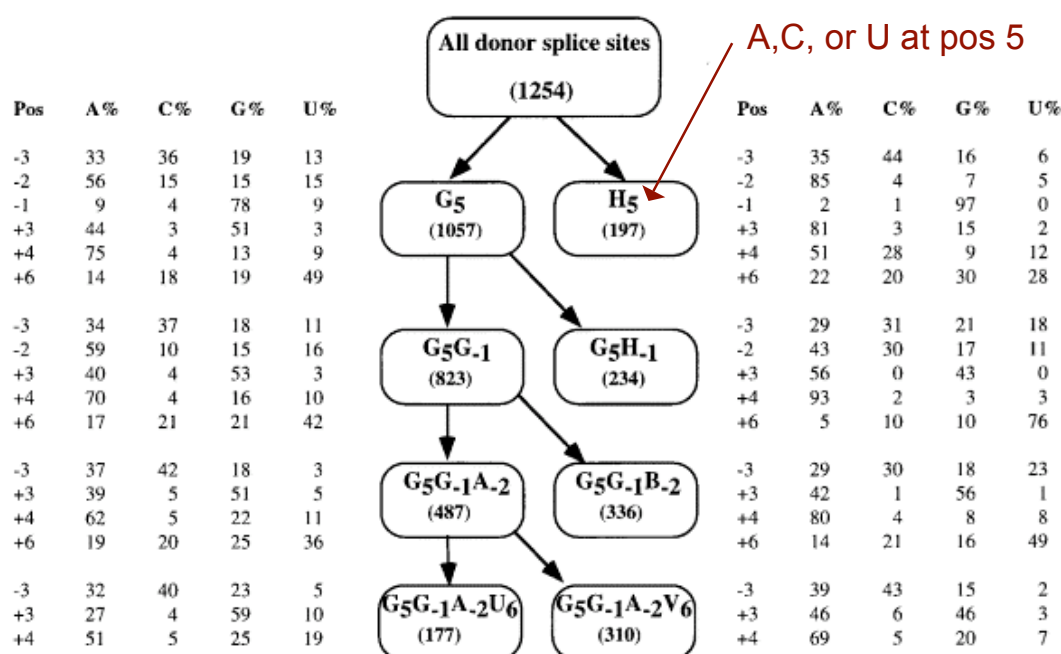 All donor splice sites
(1254)
A,C, or U at pos 5
Pos A% C% G% U%
-3 33 36 19 13
-2 56 15 15 15
-1 9 4 78 9
+3 44 3 51 3
+4 75 4 13 9
+6 14 18 19 49
G5
(1057)
H5
(197)
Pos A% C% G% U%
-3 35 44 16 6
-2 85 4 7 5
-1 2 1 97 0
+3 81 3 15 2
+4 51 28 9 12
+6 22 20 30 28
-3 34 37 18 11
-2 59 10 15 16
+3 40 4 53 3
+4 70 4 16 10
+6 17 21 21 42
G5G-1
(823)
G5H-1
(234)
-3 29 31 21 18
-2 43 30 17 11
+3 56 0 43 0
+4 93 2 3 3
+6 5 10 10 76
-3 37 42 18 3
+3 39 5 51 5
+4 62 5 22 11
+6 19 20 25 36
G5G-1A-2
(487)
G5G-1B-2
(336)
-3 29 30 18 23
+3 42 1 56 1
+4 80 4 8 8
+6 14 21 16 49
-3 32 40 23 5
+3 27 4 59 10
+4 51 5 25 19
G5G-1A-2U6
(177)
G5G-1A-2V6
(310)
-3 39 43 15 2
+3 46 6 46 3
+4 69 5 20 7